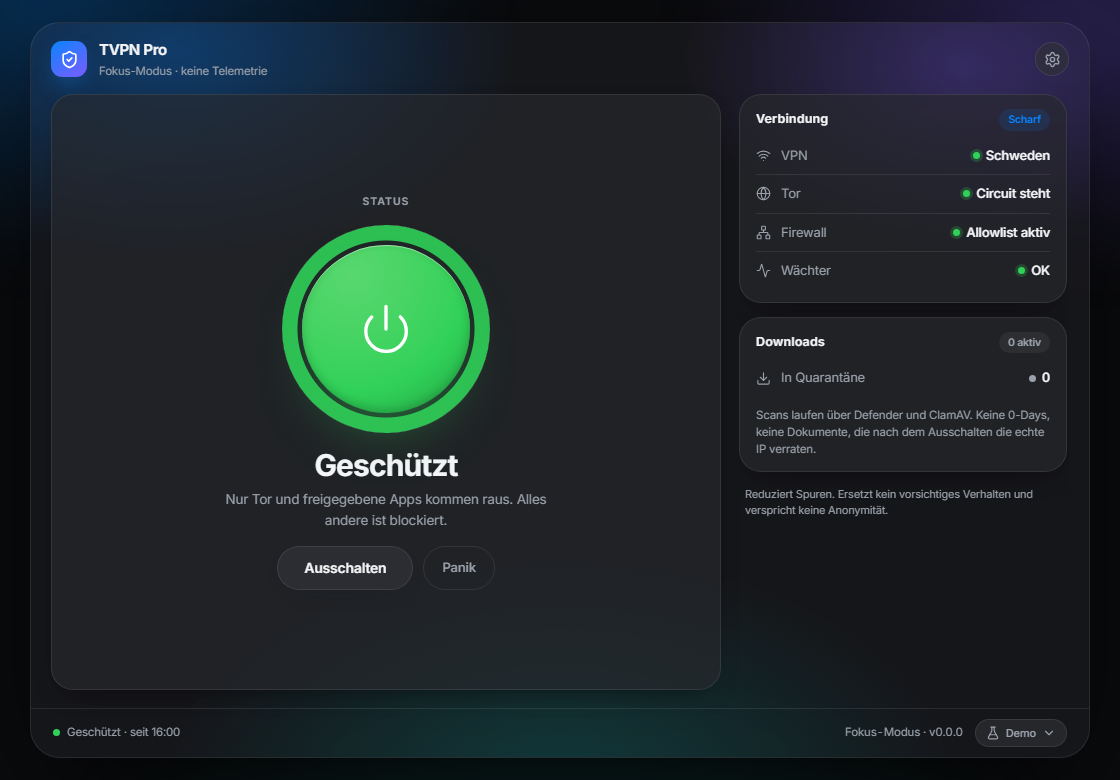 TVPN Pro
Fokus-Modus · keine Telemetrie
STATUS
Geschützt
Nur Tor und freigegebene Apps kommen raus. Alles
andere ist blockiert.
Ausschalten
Panik
Verbindung
Scharf
VPN
Schweden
Tor
Circuit steht
Firewall
Allowlist aktiv
Wächter
OK
Downloads
0 aktiv
In Quarantäne
0
Scans laufen über Defender und ClamAV. Keine 0-Days,
keine Dokumente, die nach dem Ausschalten die echte
IP verraten.
Reduziert Spuren. Ersetzt kein vorsichtiges Verhalten und
verspricht keine Anonymität.
Geschützt · seit 16:00
Fokus-Modus · v0.0.0
Demo